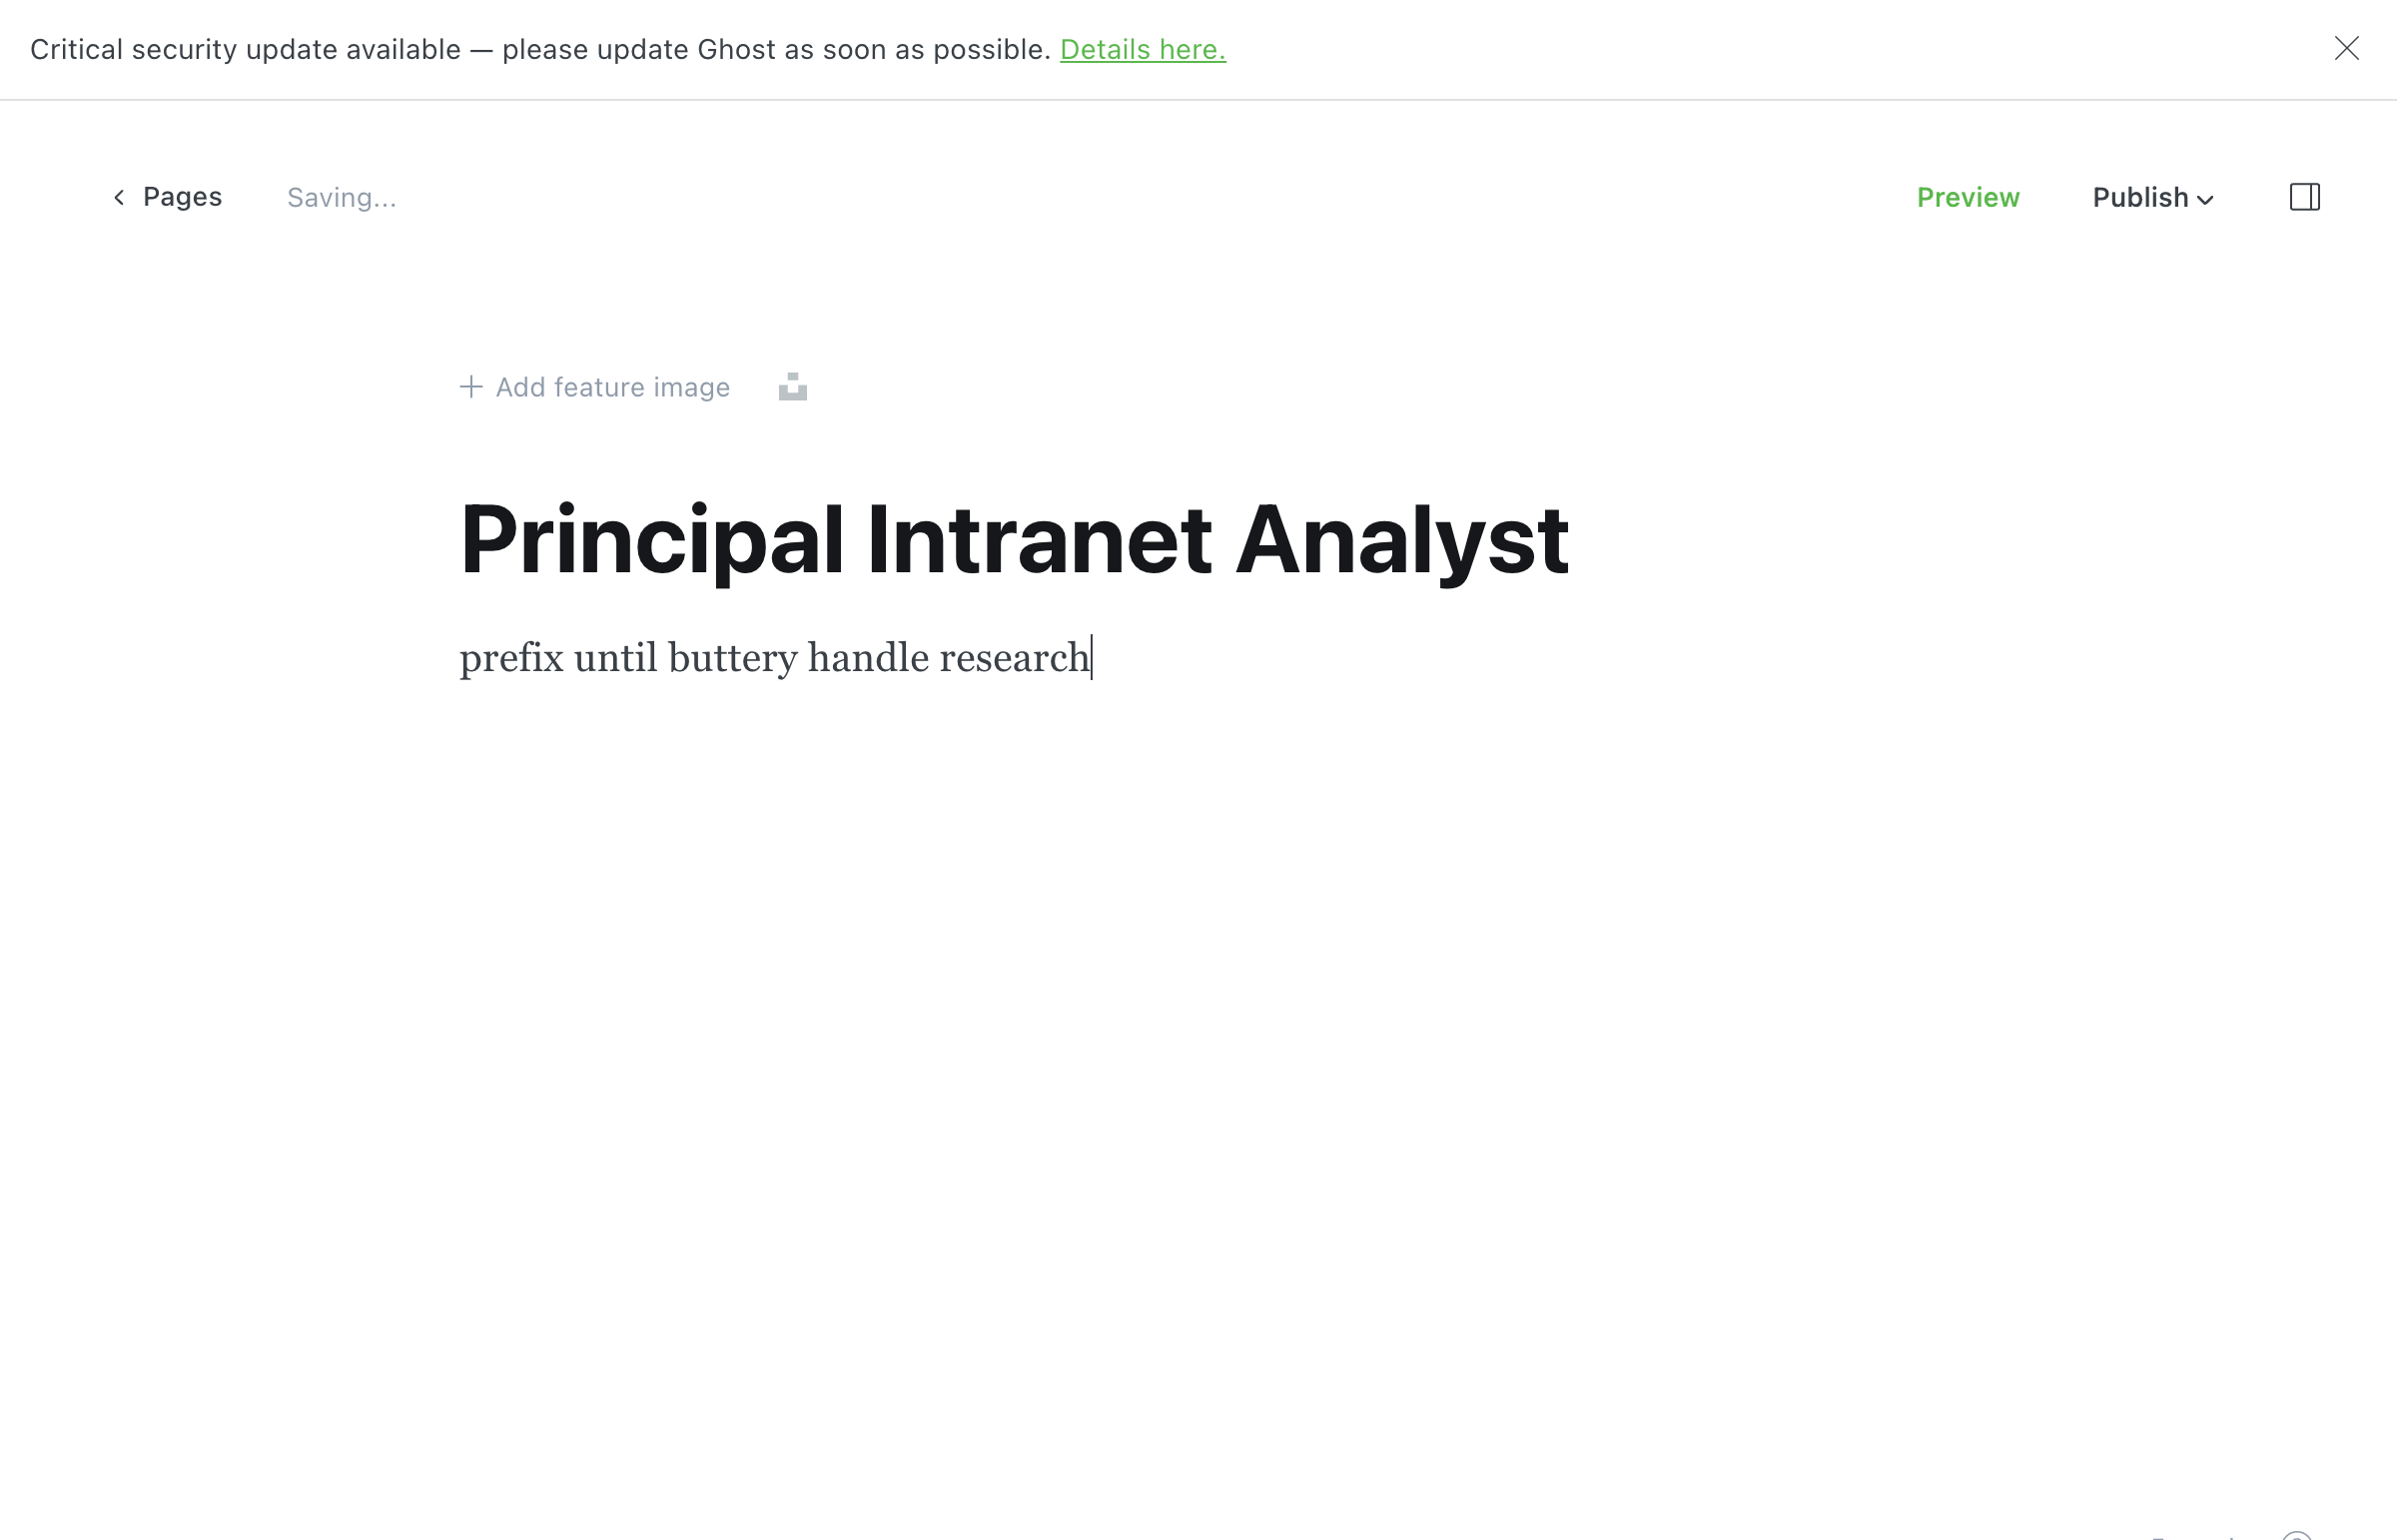 Critical security update available — please update Ghost as soon as possible. Details here.
Pages
Saving...
Preview
Publish
Add feature image
Principal Intranet Analyst
prefix until buttery handle research